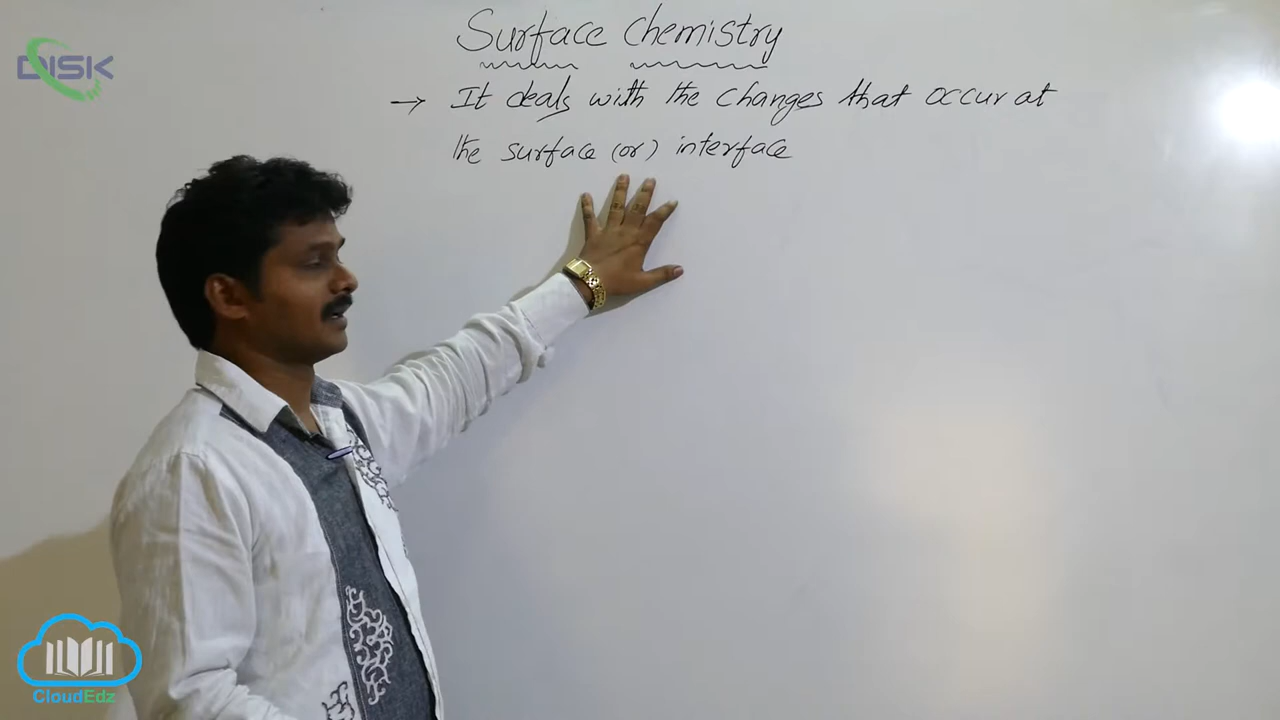 DISK
Surface Chemistry
→ It deals with the changes that occur at
the surface (or) interface
CloudEdz